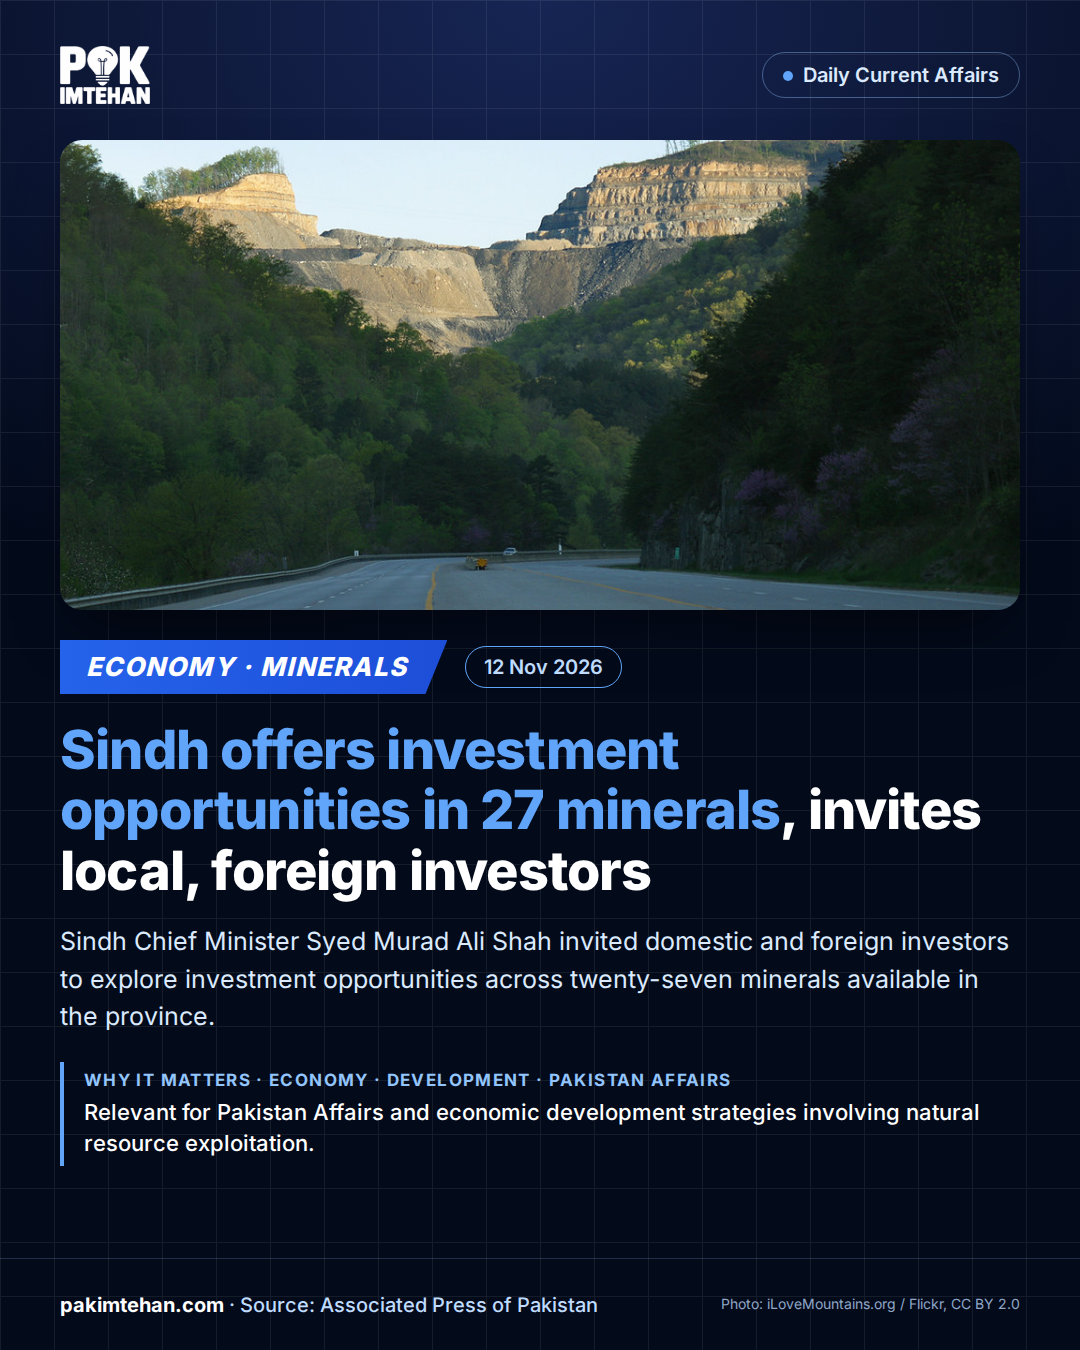 PAK
IMTEHAN
Daily Current Affairs
ECONOMY · MINERALS
12 Nov 2026
Sindh offers investment
opportunities in 27 minerals, invites
local, foreign investors
Sindh Chief Minister Syed Murad Ali Shah invited domestic and foreign investors
to explore investment opportunities across twenty-seven minerals available in
the province.
WHY IT MATTERS · ECONOMY · DEVELOPMENT · PAKISTAN AFFAIRS
Relevant for Pakistan Affairs and economic development strategies involving natural
resource exploitation.
pakimtehan.com · Source: Associated Press of Pakistan
Photo: iLoveMountains.org / Flickr, CC BY 2.0